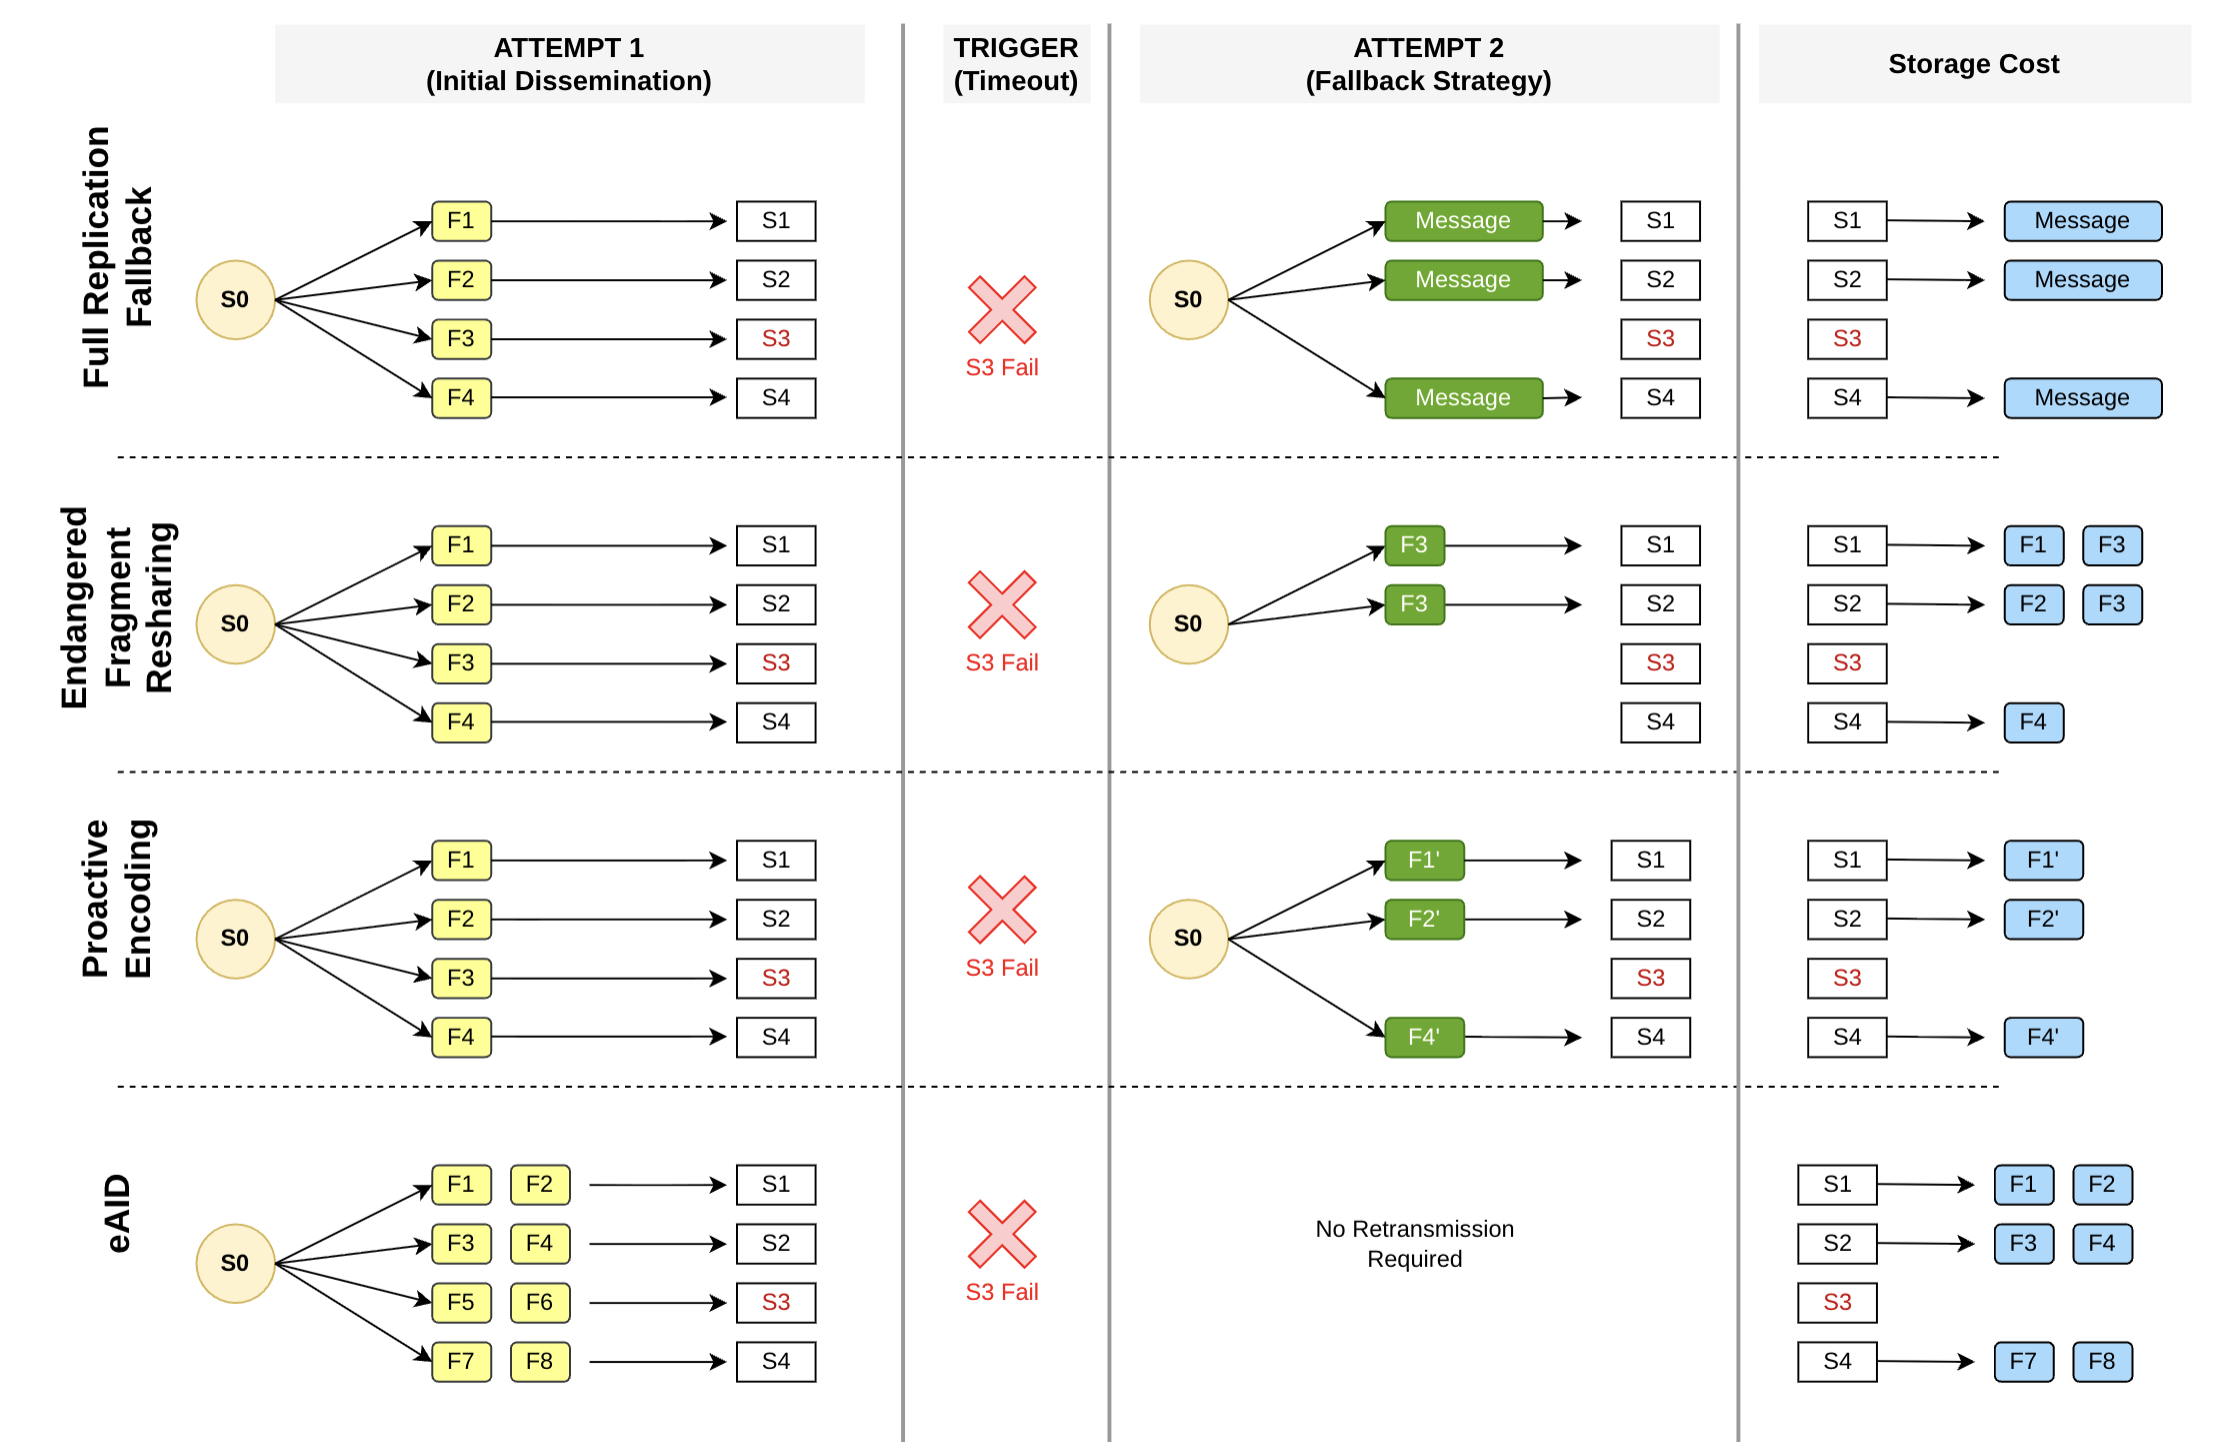 ATTEMPT 1
(Initial Dissemination)
TRIGGER
(Timeout)
ATTEMPT 2
(Fallback Strategy)
Storage Cost
Full Replication
Fallback
S0
F1
S1
F2
S2
F3
S3
F4
S4
S3 Fail
S0
Message
S1
Message
S2
S3
Message
S4
S1
Message
S2
Message
S3
S4
Message
Endangered
Fragment
Resharing
S0
F1
S1
F2
S2
F3
S3
F4
S4
S3 Fail
S0
F3
S1
F3
S2
S3
S4
S1
F1
F3
S2
F2
F3
S3
S4
F4
Proactive
Encoding
S0
F1
S1
F2
S2
F3
S3
F4
S4
S3 Fail
S0
F1'
S1
F2'
S2
S3
F4'
S4
S1
F1'
S2
F2'
S3
S4
F4'
eAID
S0
F1
F2
S1
F3
F4
S2
F5
F6
S3
F7
F8
S4
S3 Fail
No Retransmission
Required
S1
F1
F2
S2
F3
F4
S3
S4
F7
F8